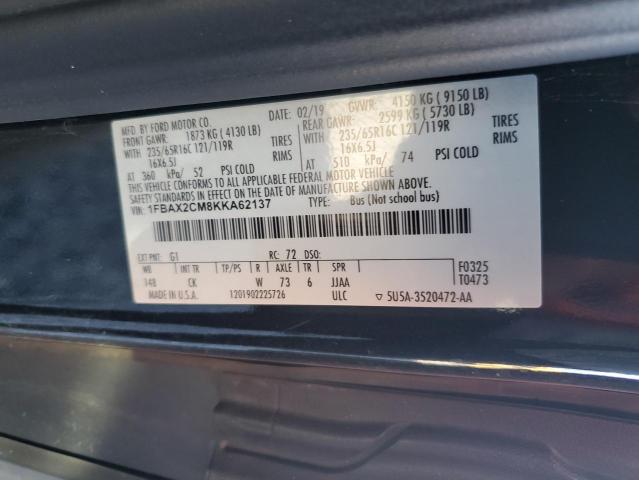 MFD. BY FORD MOTOR CO.
DATE: 02/19 GVWR: 4150 KG ( 9150 LB)
FRONT GAWR: 1873 KG ( 4130 LB) REAR GAWR: 2599 KG ( 5730 LB)
WITH 235/65R16C 121/119R TIRES WITH 235/65R16C 121/119R TIRES
16X6.5J RIMS 16X6.5J RIMS
AT 360 kPa/ 52 PSI COLD AT 510 kPa/ 74 PSI COLD
THIS VEHICLE CONFORMS TO ALL APPLICABLE FEDERAL MOTOR VEHICLE
SAFETY STANDARDS IN EFFECT ON THE DATE OF MANUFACTURE SHOWN ABOVE.
VIN: 1FBAX2CM8KKA62137 TYPE: Bus (Not school bus)
EXT PNT: G1 RC: 72 DSO: F0325
WB INT TR TP/PS R AXLE TR SPR T0473
148 CK W 73 6 JJAA
MADE IN U.S.A. 1201902225726 ULC ▽ 5U5A-3520472-AA